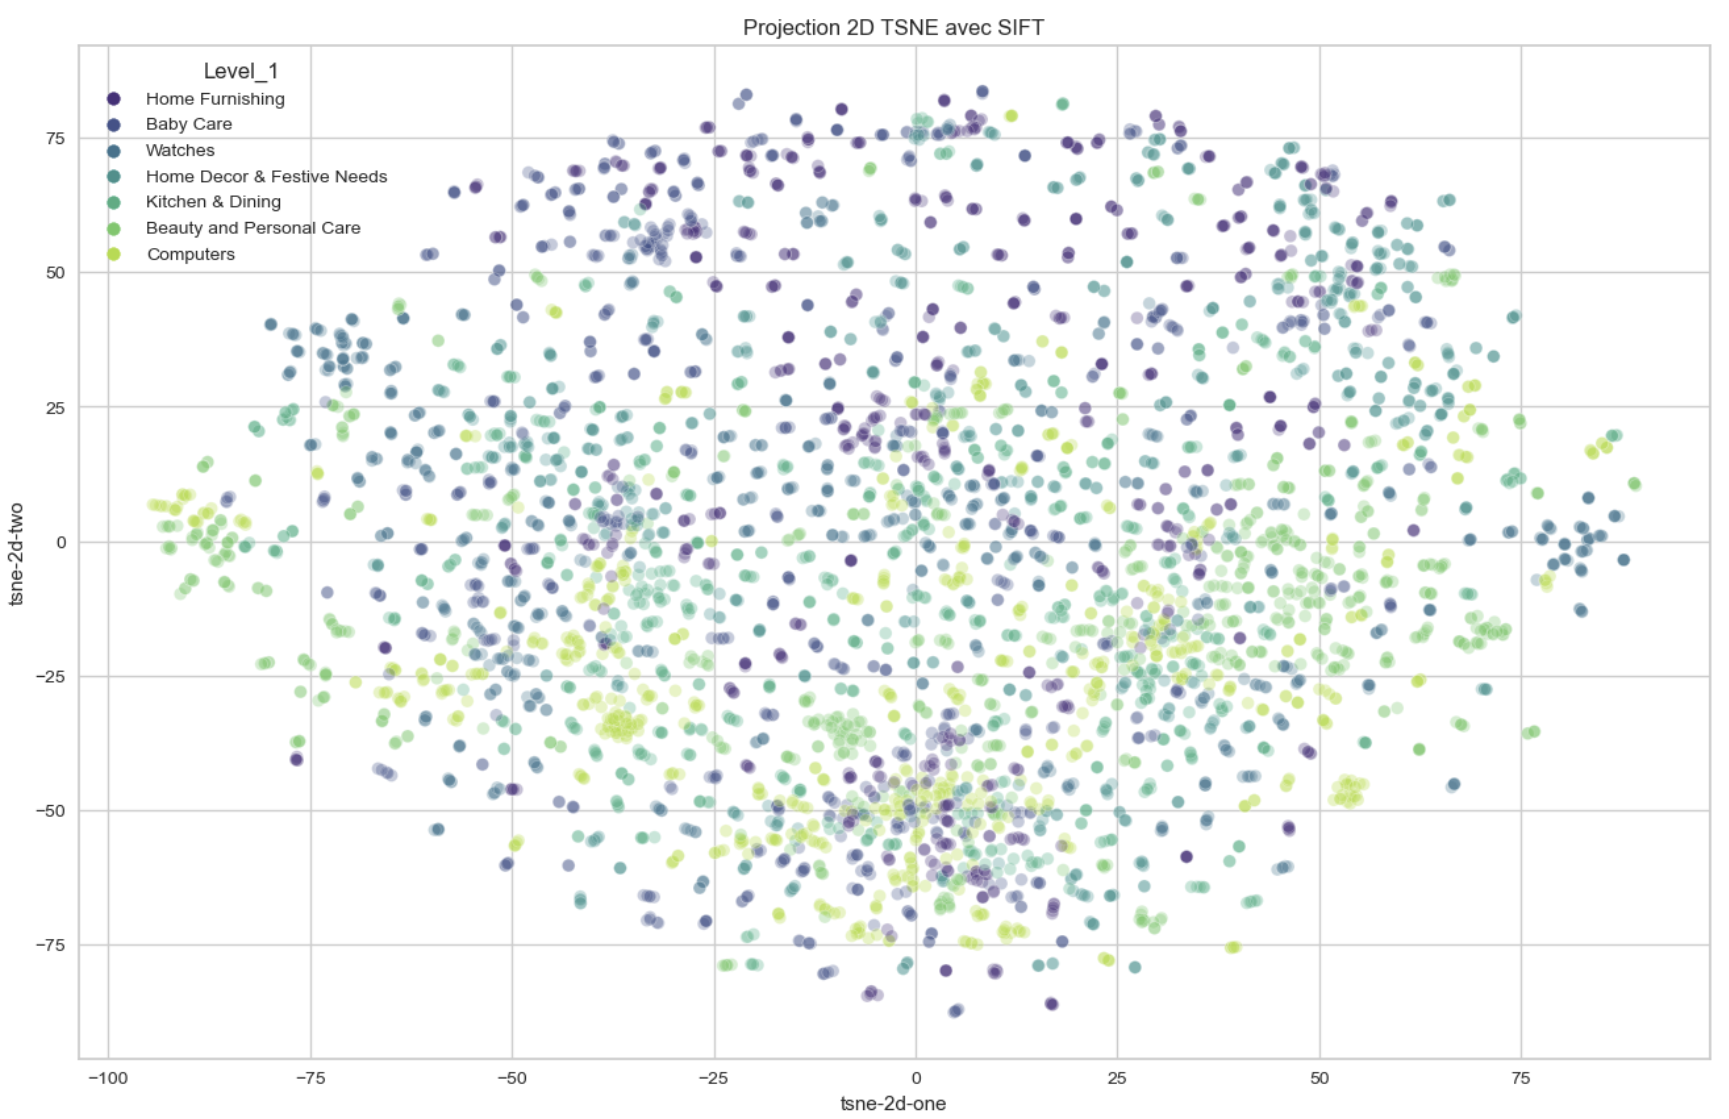 Projection 2D TSNE avec SIFT
Level_1
Home Furnishing
Baby Care
Watches
Home Decor & Festive Needs
Kitchen & Dining
Beauty and Personal Care
Computers
75
50
25
0
−25
−50
−75
tsne-2d-two
−100 −75 −50 −25 0 25 50 75
tsne-2d-one